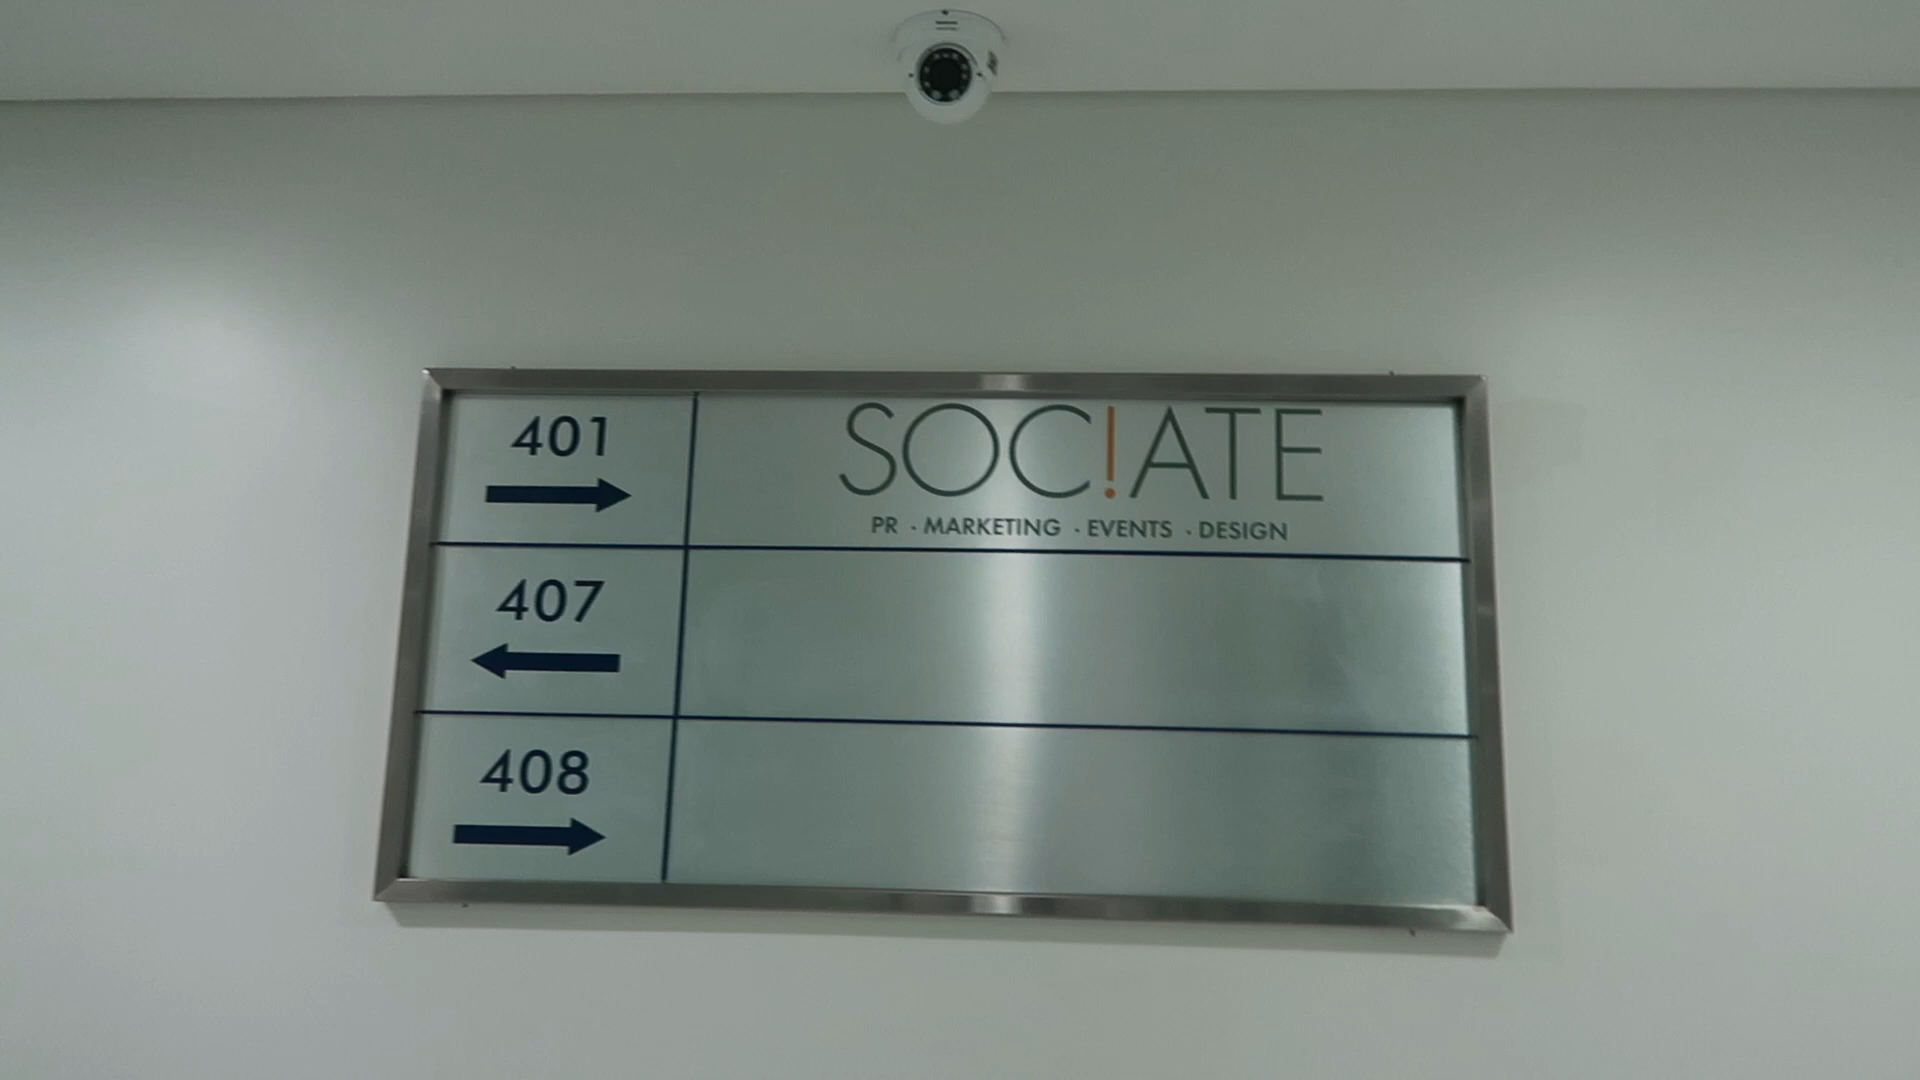 401
SOC!ATE
PR · MARKETING · EVENTS · DESIGN
407
408